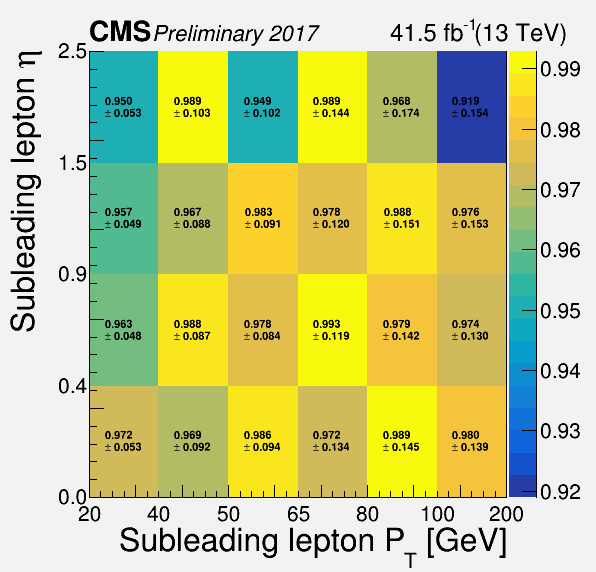 CMS Preliminary 2017 41.5 fb⁻¹(13 TeV)
Subleading lepton η
2.5
1.5
0.9
0.4
0.0
0.950 0.989 0.949 0.989 0.968 0.919
± 0.053 ± 0.103 ± 0.102 ± 0.144 ± 0.174 ± 0.154
0.957 0.967 0.983 0.978 0.988 0.976
± 0.049 ± 0.088 ± 0.091 ± 0.120 ± 0.151 ± 0.153
0.963 0.988 0.978 0.993 0.979 0.974
± 0.048 ± 0.087 ± 0.084 ± 0.119 ± 0.142 ± 0.130
0.972 0.969 0.986 0.972 0.989 0.980
± 0.053 ± 0.092 ± 0.094 ± 0.134 ± 0.145 ± 0.139
0.99
0.98
0.97
0.96
0.95
0.94
0.93
0.92
20 40 50 65 80 100 200
Subleading lepton P_T [GeV]